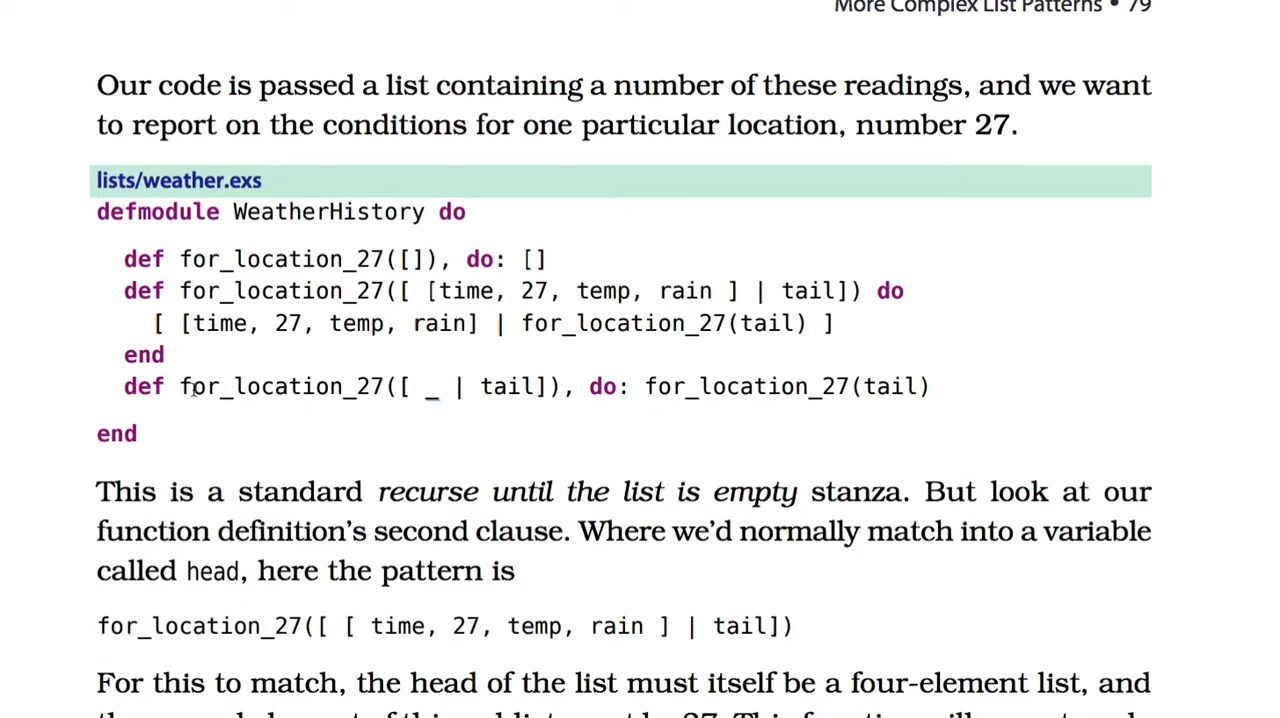 More Complex List Patterns • 79
Our code is passed a list containing a number of these readings, and we want
to report on the conditions for one particular location, number 27.
lists/weather.exs
defmodule WeatherHistory do
def for_location_27([]), do: []
def for_location_27([ [time, 27, temp, rain ] | tail]) do
[ [time, 27, temp, rain] | for_location_27(tail) ]
end
def for_location_27([ _ | tail]), do: for_location_27(tail)
end
This is a standard recurse until the list is empty stanza. But look at our
function definition's second clause. Where we'd normally match into a variable
called head, here the pattern is
for_location_27([ [ time, 27, temp, rain ] | tail])
For this to match, the head of the list must itself be a four-element list, and